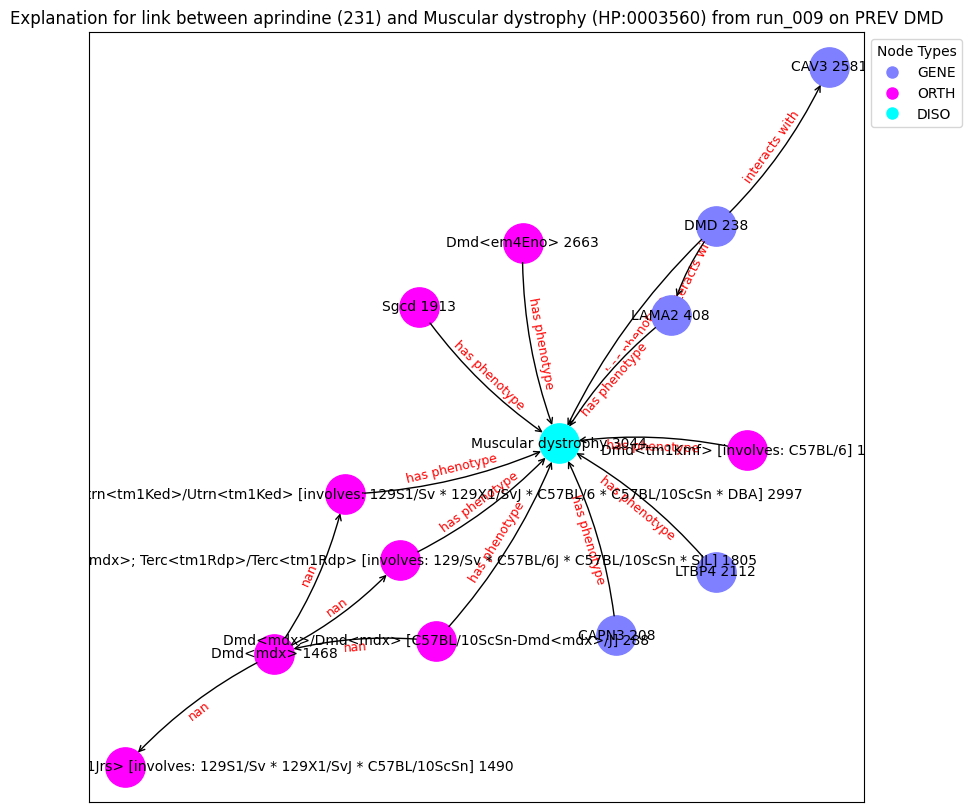 Explanation for link between aprindine (231) and Muscular dystrophy (HP:0003560) from run_009 on PREV DMD
Node Types
GENE
ORTH
DISO
CAV3 2581
interacts with
DMD 238
Dmd<em4Eno> 2663
Sgcd 1913
LAMA2 408
has phenotype
has phenotype
has phenotype
Muscular dystrophy 3044
has phenotype
Dmd<tm1Kmf> [involves: C57BL/6] 1
has phenotype
trn<tm1Ked>/Utrn<tm1Ked> [involves: 129S1/Sv * 129X1/SvJ * C57BL/6 * C57BL/10ScSn * DBA] 2997
has phenotype
has phenotype
has phenotype
has phenotype
mdx>; Terc<tm1Rdp>/Terc<tm1Rdp> [involves: 129/Sv * C57BL/6J * C57BL/10ScSn * SJL] 1805
LTBP4 2112
nan
nan
CAPN3 208
Dmd<mdx>/Dmd<mdx> [C57BL/10ScSn-Dmd<mdx>/J] 288
nan
Dmd<mdx> 1468
nan
1Jrs> [involves: 129S1/Sv * 129X1/SvJ * C57BL/10ScSn] 1490